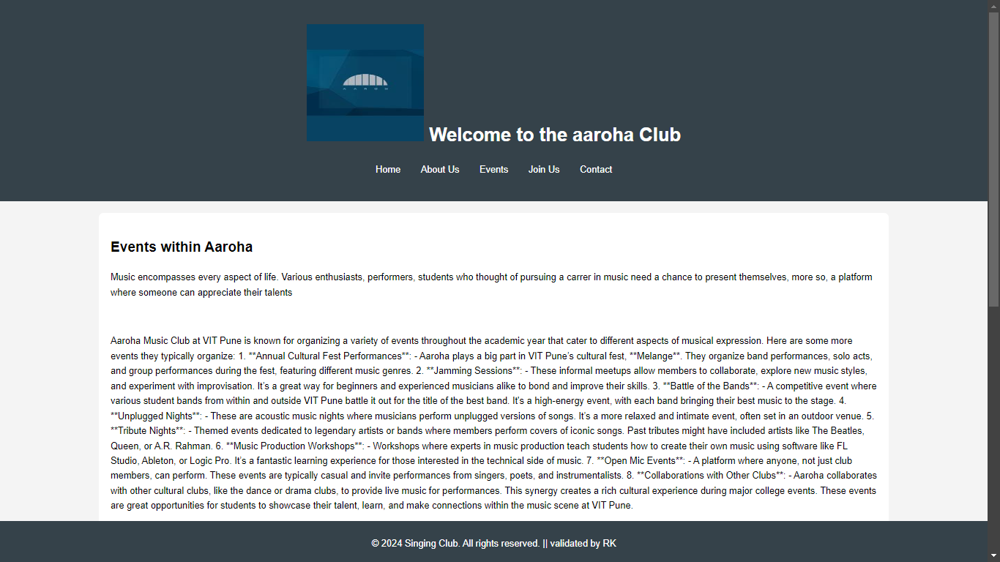 A A R O H
Welcome to the aaroha Club
Home About Us Events Join Us Contact
Events within Aaroha
Music encompasses every aspect of life. Various enthusiasts, performers, students who thought of pursuing a carrer in music need a chance to present themselves, more so, a platform
where someone can appreciate their talents
Aaroha Music Club at VIT Pune is known for organizing a variety of events throughout the academic year that cater to different aspects of musical expression. Here are some more
events they typically organize: 1. **Annual Cultural Fest Performances**: - Aaroha plays a big part in VIT Pune’s cultural fest, **Melange**. They organize band performances, solo acts,
and group performances during the fest, featuring different music genres. 2. **Jamming Sessions**: - These informal meetups allow members to collaborate, explore new music styles,
and experiment with improvisation. It’s a great way for beginners and experienced musicians alike to bond and improve their skills. 3. **Battle of the Bands**: - A competitive event where
various student bands from within and outside VIT Pune battle it out for the title of the best band. It’s a high-energy event, with each band bringing their best music to the stage. 4.
**Unplugged Nights**: - These are acoustic music nights where musicians perform unplugged versions of songs. It’s a more relaxed and intimate event, often set in an outdoor venue. 5.
**Tribute Nights**: - Themed events dedicated to legendary artists or bands where members perform covers of iconic songs. Past tributes might have included artists like The Beatles,
Queen, or A.R. Rahman. 6. **Music Production Workshops**: - Workshops where experts in music production teach students how to create their own music using software like FL
Studio, Ableton, or Logic Pro. It’s a fantastic learning experience for those interested in the technical side of music. 7. **Open Mic Events**: - A platform where anyone, not just club
members, can perform. These events are typically casual and invite performances from singers, poets, and instrumentalists. 8. **Collaborations with Other Clubs**: - Aaroha collaborates
with other cultural clubs, like the dance or drama clubs, to provide live music for performances. This synergy creates a rich cultural experience during major college events. These events
are great opportunities for students to showcase their talent, learn, and make connections within the music scene at VIT Pune.
© 2024 Singing Club. All rights reserved. || validated by RK